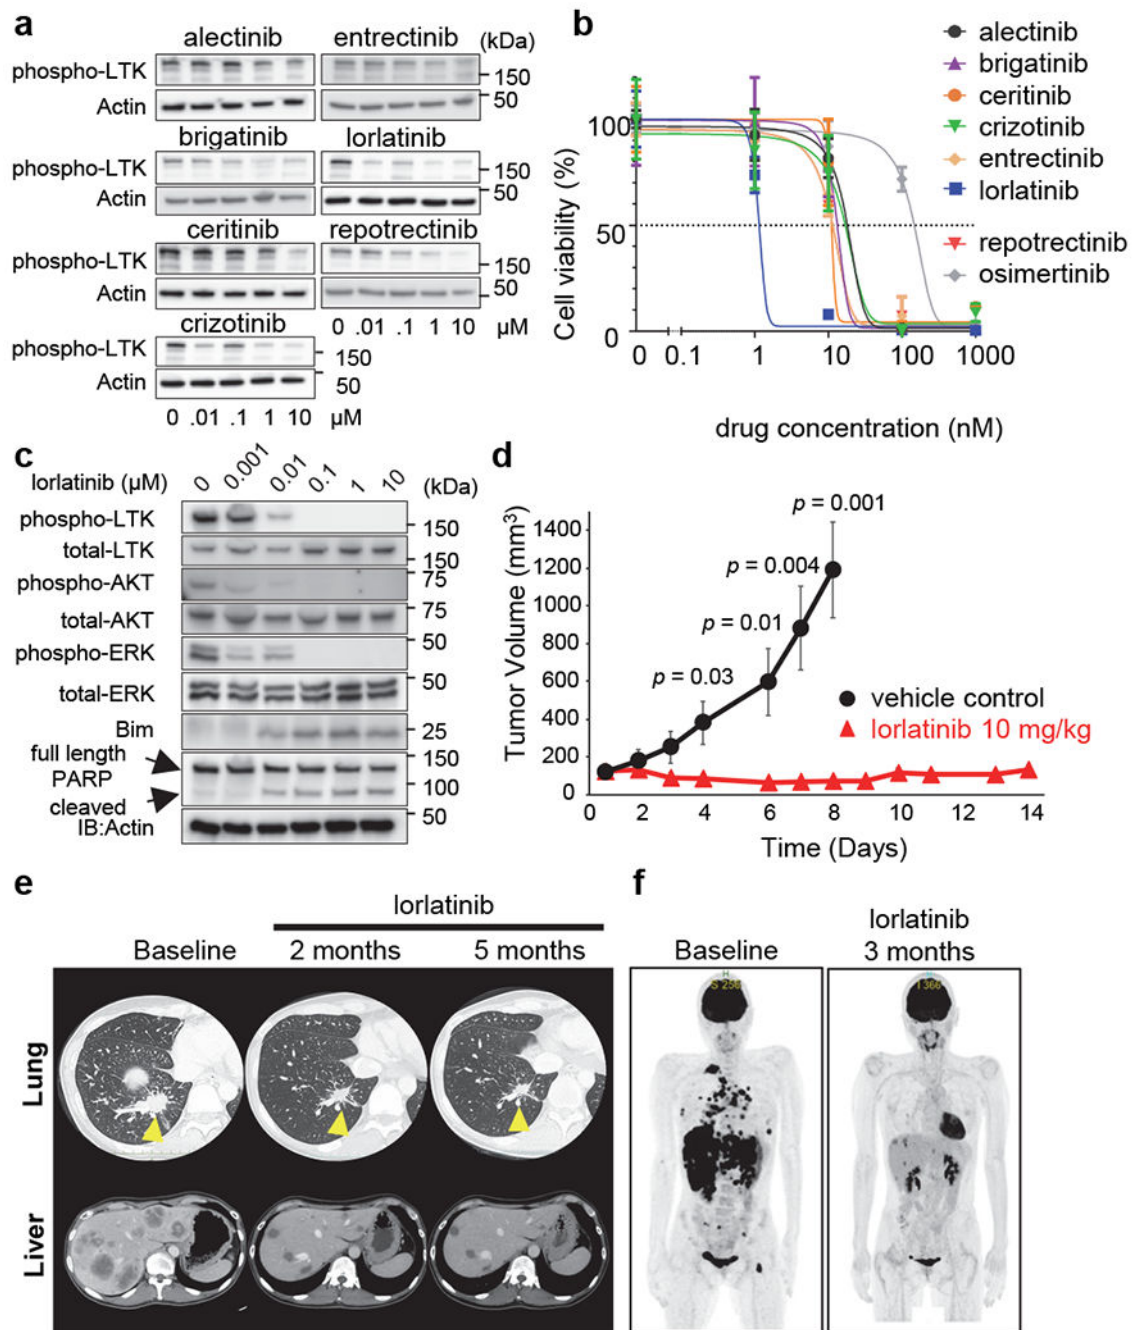 a
alectinib
entrectinib (kDa)
phospho-LTK
150
Actin
50
brigatinib
lorlatinib
phospho-LTK
150
Actin
50
ceritinib
repotrectinib
phospho-LTK
150
Actin
50
crizotinib
0 .01 .1 1 10 µM
phospho-LTK
150
Actin
50
0 .01 .1 1 10 µM
b
alectinib
brigatinib
ceritinib
crizotinib
entrectinib
lorlatinib
repotrectinib
osimertinib
Cell viability (%)
100
50
0
0 0.1 1 10 100 1000
drug concentration (nM)
c
lorlatinib (µM) 0 0.001 0.01 0.1 1 10 (kDa)
phospho-LTK
150
total-LTK
150
phospho-AKT
75
total-AKT
75
phospho-ERK
50
total-ERK
50
Bim
25
full length
PARP
150
cleaved
100
IB:Actin
50
d
Tumor Volume (mm³)
1400
1200
1000
800
600
400
200
0
p = 0.001
p = 0.004
p = 0.01
p = 0.03
vehicle control
lorlatinib 10 mg/kg
0 2 4 6 8 10 12 14
Time (Days)
e
lorlatinib
Baseline 2 months 5 months
Lung
Liver
f
lorlatinib
Baseline 3 months
H
S 256
I 366